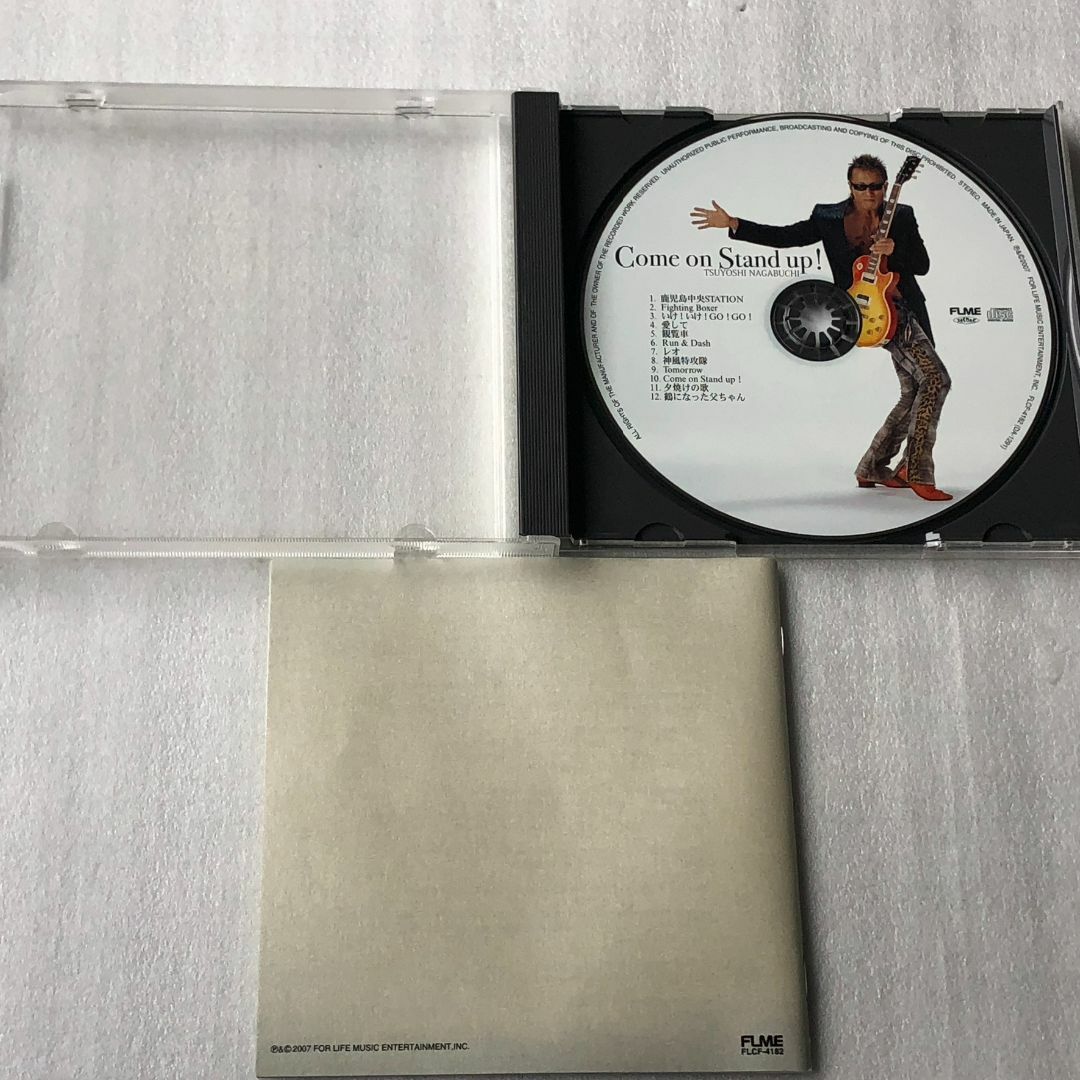 ALL RIGHTS OF THE MANUFACTURER AND OF THE OWNER OF THE RECORDED WORK RESERVED. UNAUTHORIZED PUBLIC PERFORMANCE, BROADCASTING AND COPYING OF THIS DISC PROHIBITED. STEREO. MADE IN JAPAN ℗&©2007 FOR LIFE MUSIC ENTERTAINMENT, INC. FLCF-4182 (DA-1291)
Come on Stand up!
TSUYOSHI NAGABUCHI
1. 鹿児島中央STATION
2. Fighting Boxer
3. いけ!いけ!GO!GO!
4. 愛して
5. 観覧車
6. Run & Dash
7. レオ
8. 神風特攻隊
9. Tomorrow
10. Come on Stand up!
11. 夕焼けの歌
12. 鶴になった父ちゃん
FLME
℗&©2007 FOR LIFE MUSIC ENTERTAINMENT,INC.
FLME
FLCF-4182